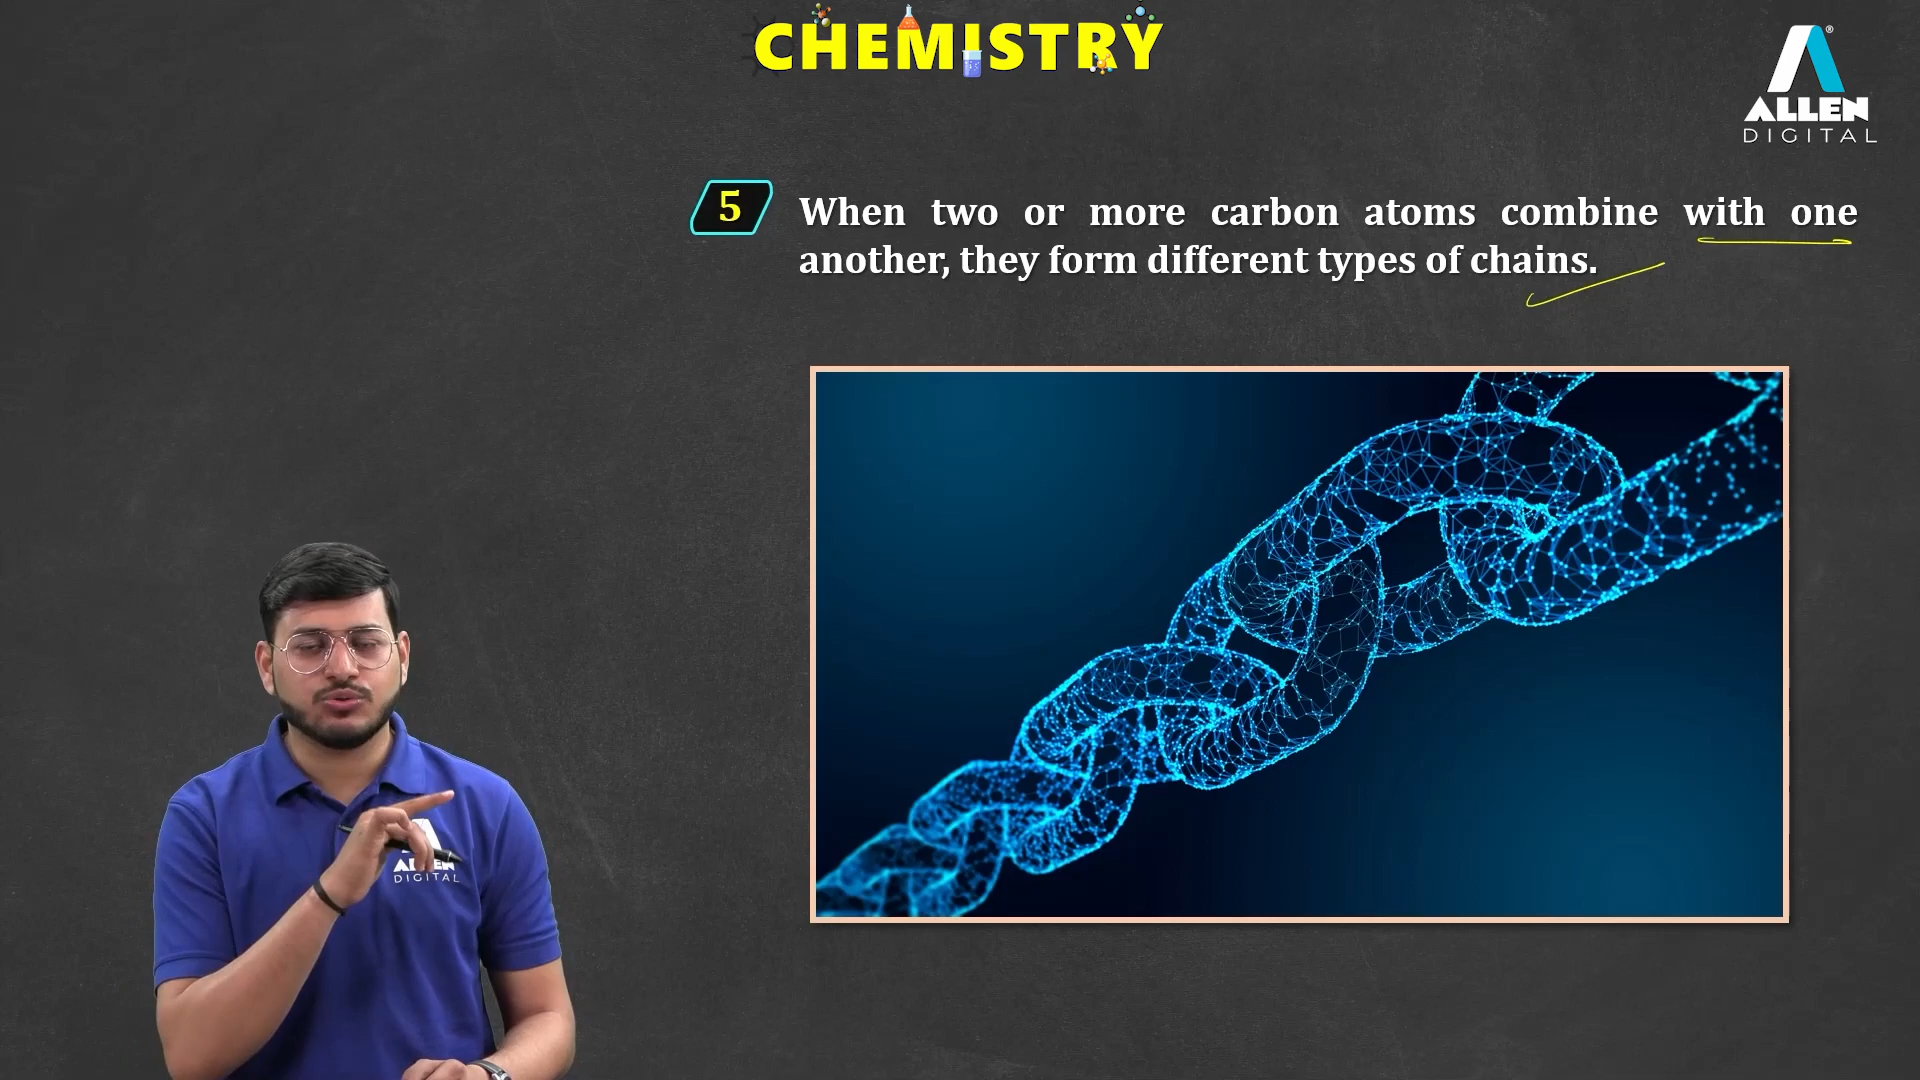 CHEMISTRY
ALLEN
DIGITAL
5
When two or more carbon atoms combine with one
another, they form different types of chains.
ALLEN
DIGITAL